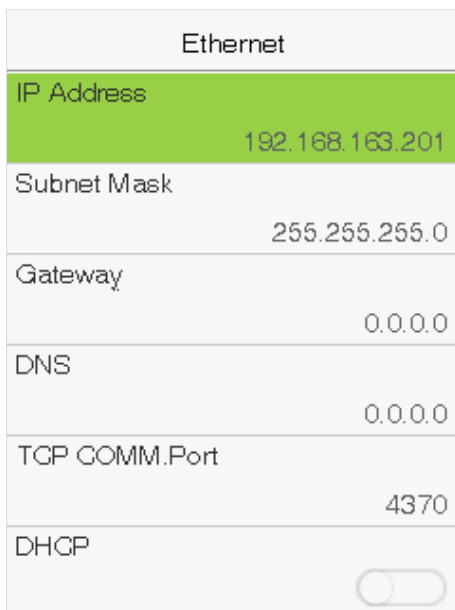 Ethernet
IP Address
192.168.163.201
Subnet Mask
255.255.255.0
Gateway
0.0.0.0
DNS
0.0.0.0
TCP COMM.Port
4370
DHCP